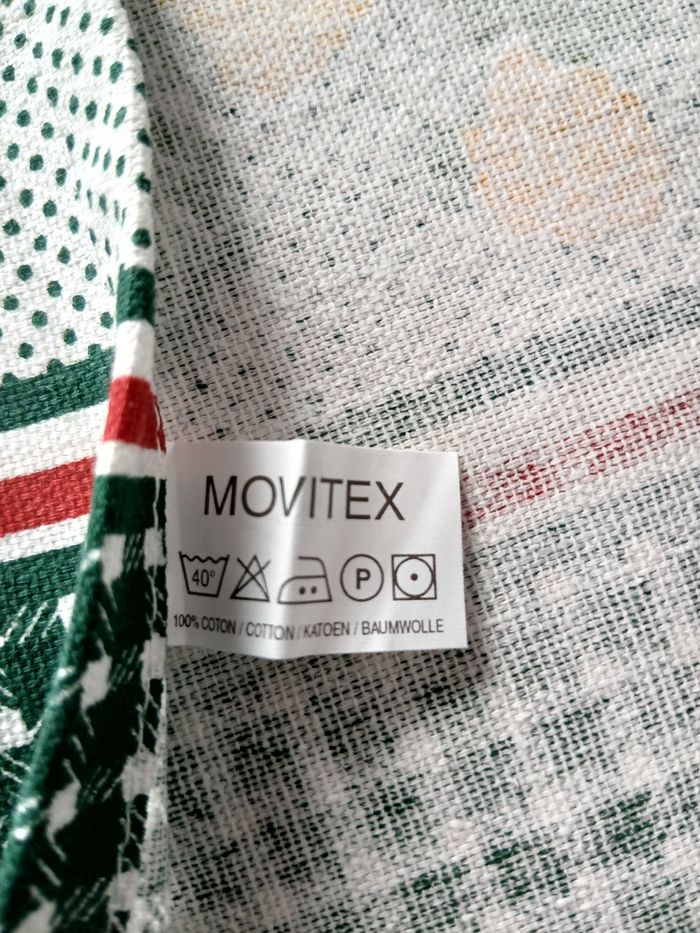 MOVITEX
40° P
100% COTON / COTTON / KATOEN / BAUMWOLLE